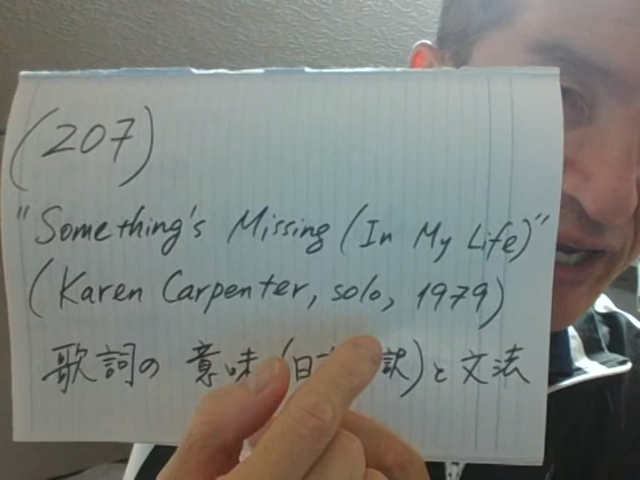 (207)
"Something's Missing (In My Life)"
(Karen Carpenter, solo, 1979)
歌詞の 意味 (日 訳) と 文法